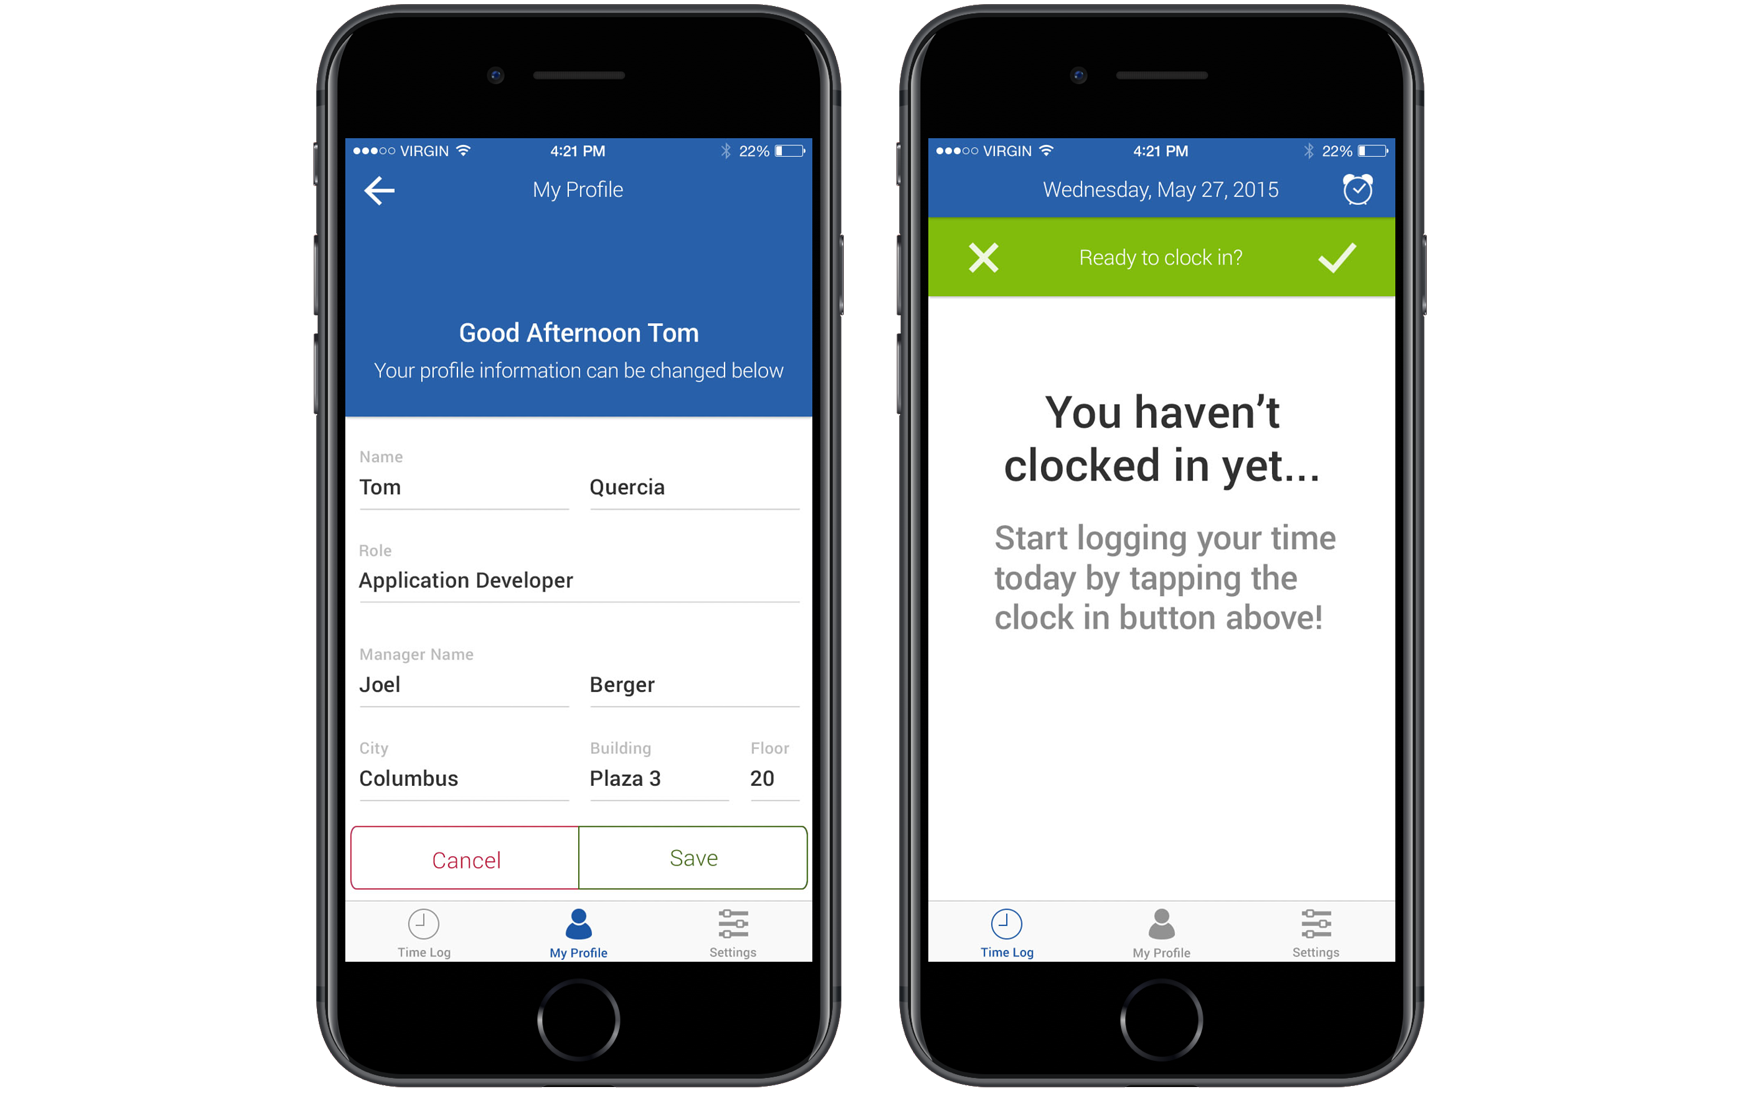 VIRGIN 4:21 PM 22%
My Profile
Good Afternoon Tom
Your profile information can be changed below
Name
Tom Quercia
Role
Application Developer
Manager Name
Joel Berger
City Building Floor
Columbus Plaza 3 20
Cancel Save
Time Log My Profile Settings
VIRGIN 4:21 PM 22%
Wednesday, May 27, 2015
Ready to clock in?
You haven’t
clocked in yet...
Start logging your time
today by tapping the
clock in button above!
Time Log My Profile Settings